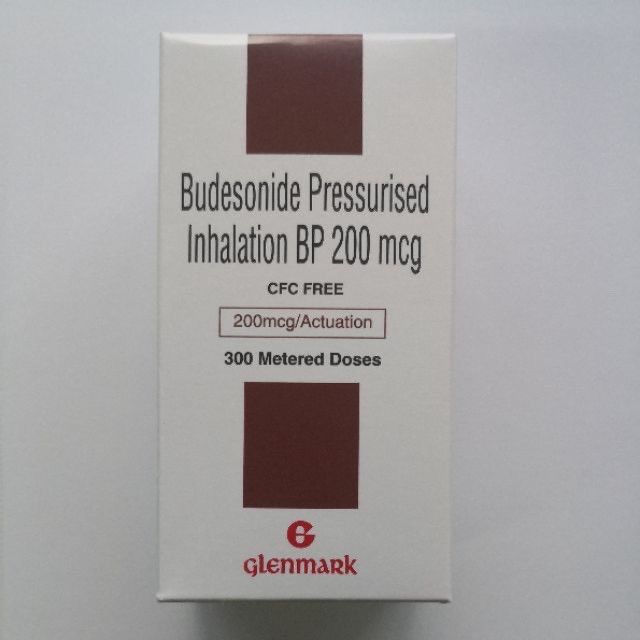 Budesonide Pressurised
Inhalation BP 200 mcg
CFC FREE
200mcg/Actuation
300 Metered Doses
G
glenmark